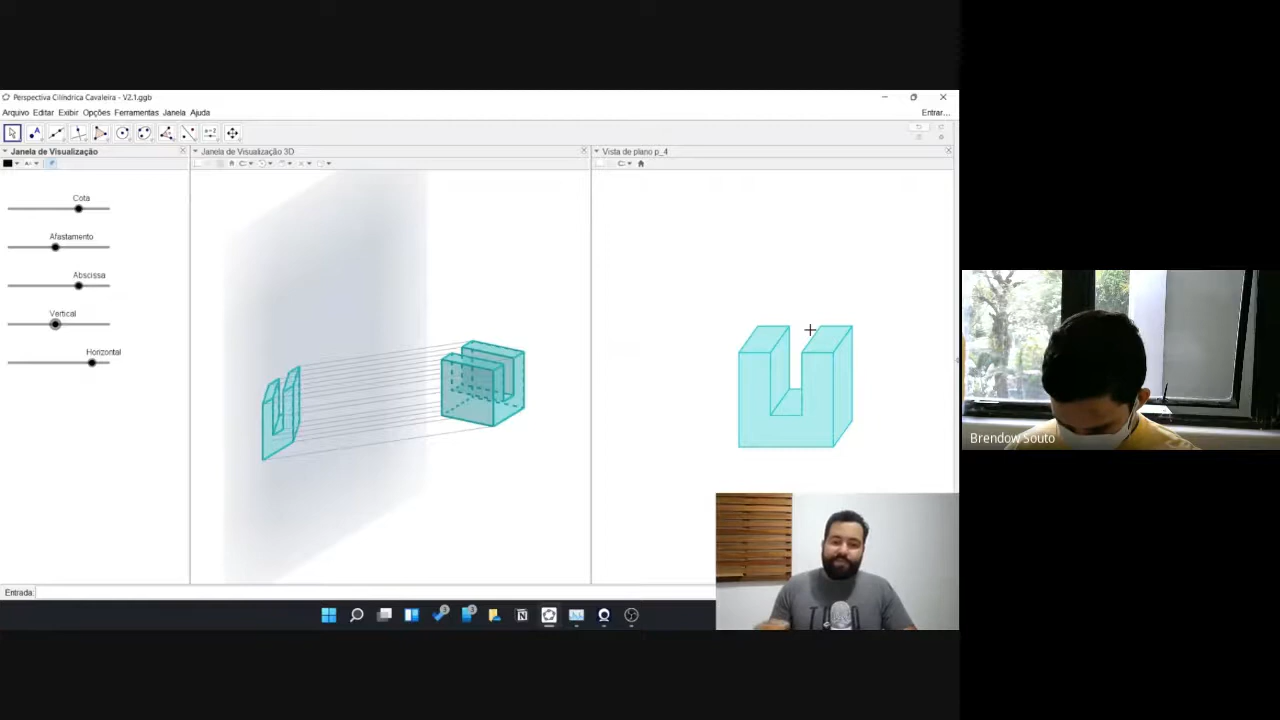 Perspectiva Cilíndrica Cavaleira - V2.1.ggb
Arquivo Editar Exibir Opções Ferramentas Janela Ajuda
Entrar...
Janela de Visualização
Janela de Visualização 3D
Vista de plano p_4
Cota
Afastamento
Abscissa
Vertical
Horizontal
Brendow Souto
Entrada: